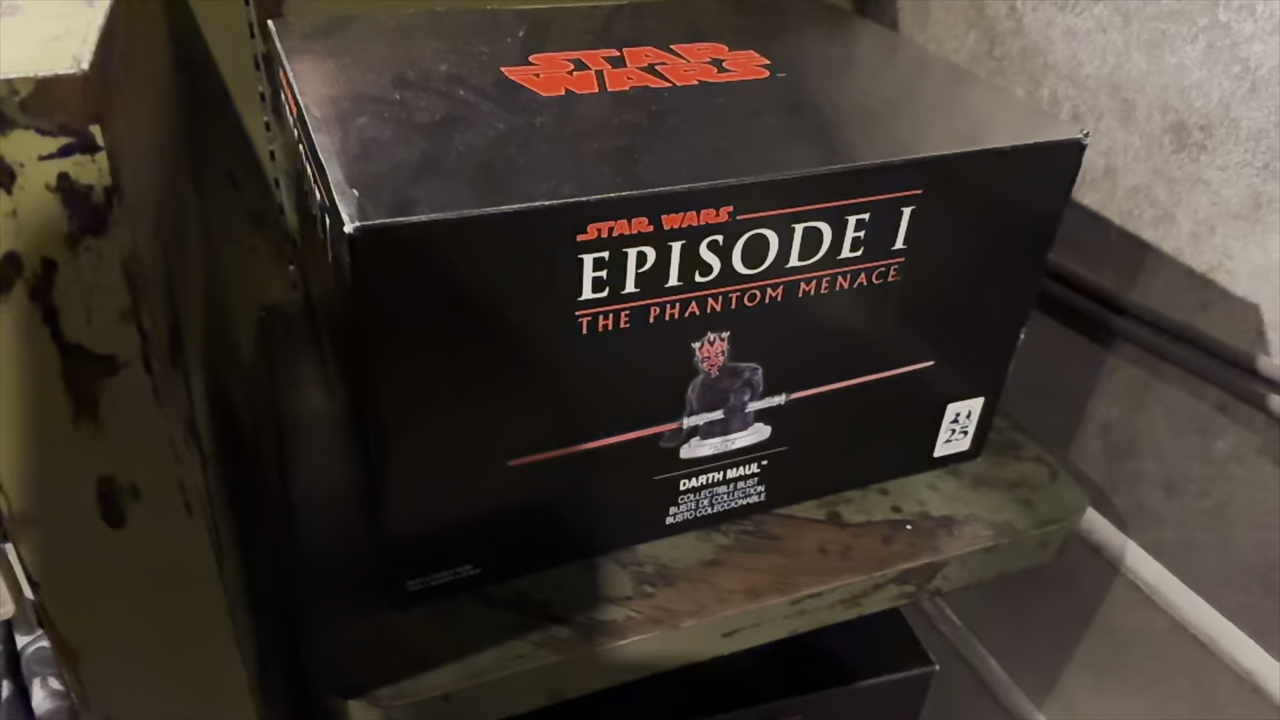 STAR
WARS
STAR WARS
EPISODE I
THE PHANTOM MENACE
DARTH MAUL™
COLLECTIBLE BUST
BUSTE DE COLLECTION
BUSTO COLECCIONABLE
25